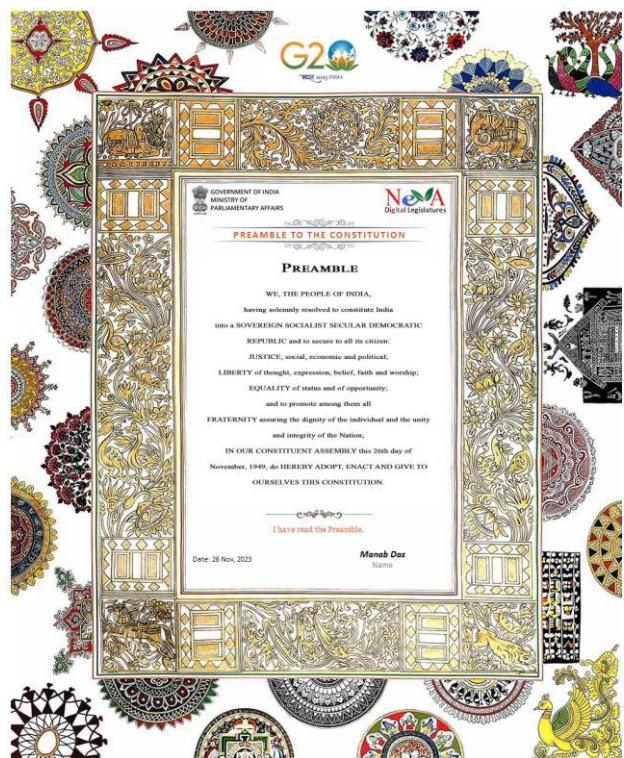 G20
भारत 2023 INDIA
GOVERNMENT OF INDIA
MINISTRY OF
PARLIAMENTARY AFFAIRS
NeVA
Digital Legislatures
PREAMBLE TO THE CONSTITUTION
PREAMBLE
WE, THE PEOPLE OF INDIA,
having solemnly resolved to constitute India
into a SOVEREIGN SOCIALIST SECULAR DEMOCRATIC
REPUBLIC and to secure to all its citizen:
JUSTICE, social, economic and political;
LIBERTY of thought, expression, belief, faith and worship;
EQUALITY of status and of opportunity;
and to promote among them all
FRATERNITY assuring the dignity of the individual and the unity
and integrity of the Nation;
IN OUR CONSTITUENT ASSEMBLY this 26th day of
November, 1949, do HEREBY ADOPT, ENACT AND GIVE TO
OURSELVES THIS CONSTITUTION.
I have read the Preamble.
Date: 26 Nov, 2023
Manab Das
Name